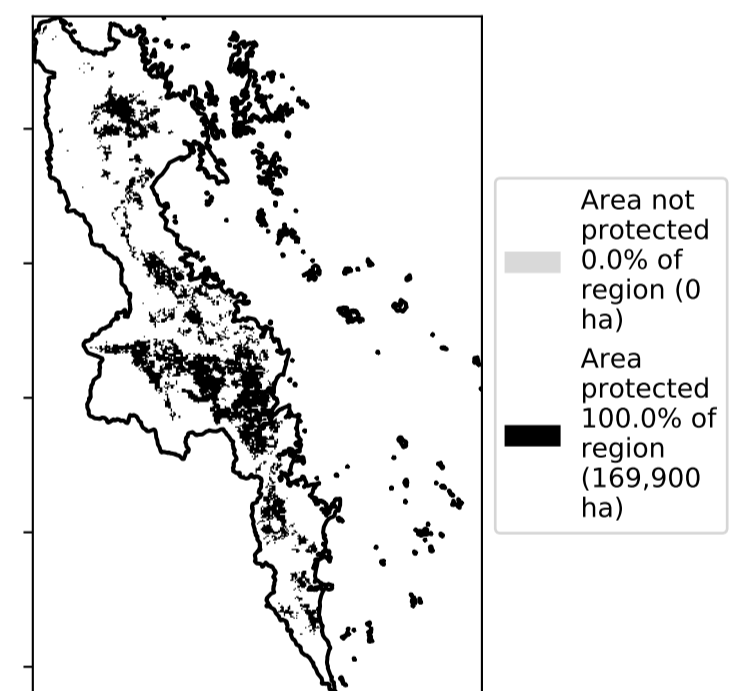 Area not
protected
0.0% of
region (0
ha)
Area
protected
100.0% of
region
(169,900
ha)